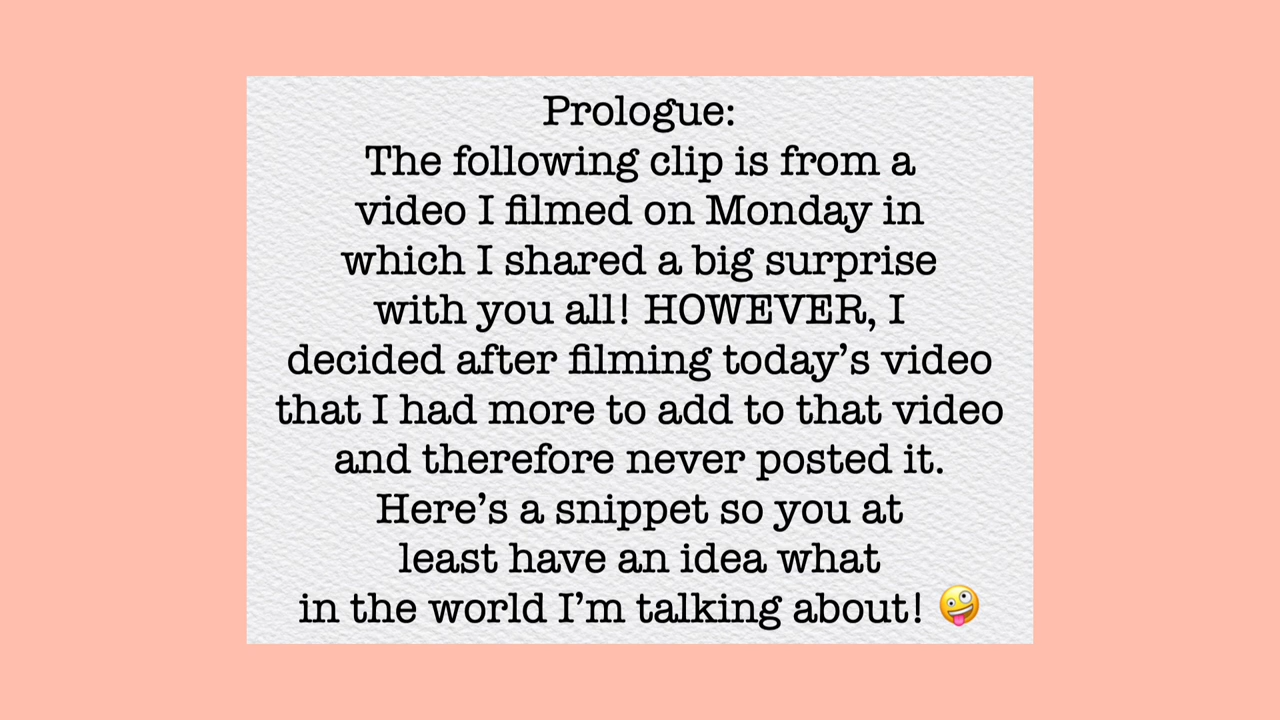 Prologue:
The following clip is from a
video I filmed on Monday in
which I shared a big surprise
with you all! HOWEVER, I
decided after filming today’s video
that I had more to add to that video
and therefore never posted it.
Here’s a snippet so you at
least have an idea what
in the world I’m talking about! 🤪